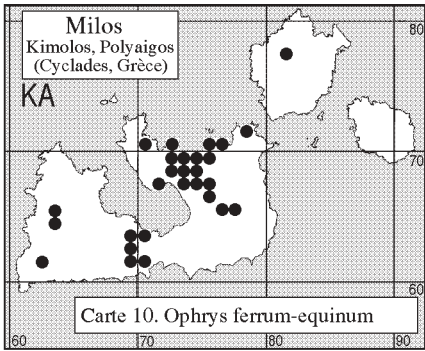 Milos
Kimolos, Polyaigos
(Cyclades, Grèce)
80
KA
70
60
Carte 10. Ophrys ferrum-equinum
60 70 80 90